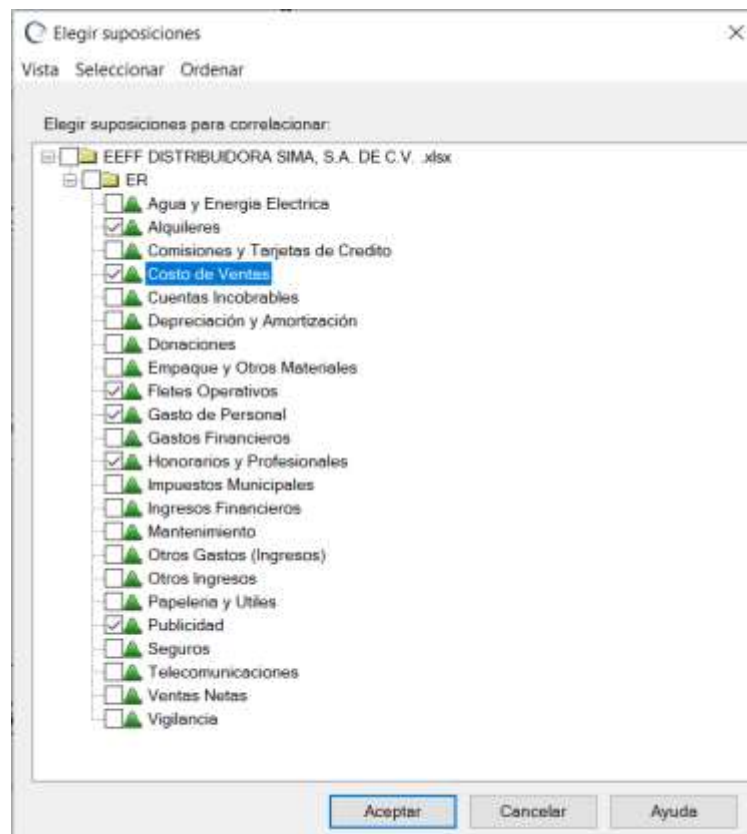 Elegir suposiciones
Vista Seleccionar Ordenar
Elegir suposiciones para correlacionar:
EEFF DISTRIBUIDORA SIMA, S.A. DE C.V. .xlsx
ER
Agua y Energia Electrica
Alquileres
Comisiones y Tarjetas de Credito
Costo de Ventas
Cuentas Incobrables
Depreciación y Amortización
Donaciones
Empaque y Otros Materiales
Fletes Operativos
Gasto de Personal
Gastos Financieros
Honorarios y Profesionales
Impuestos Municipales
Ingresos Financieros
Mantenimiento
Otros Gastos (Ingresos)
Otros Ingresos
Papeleria y Utiles
Publicidad
Seguros
Telecomunicaciones
Ventas Netas
Vigilancia
Aceptar Cancelar Ayuda